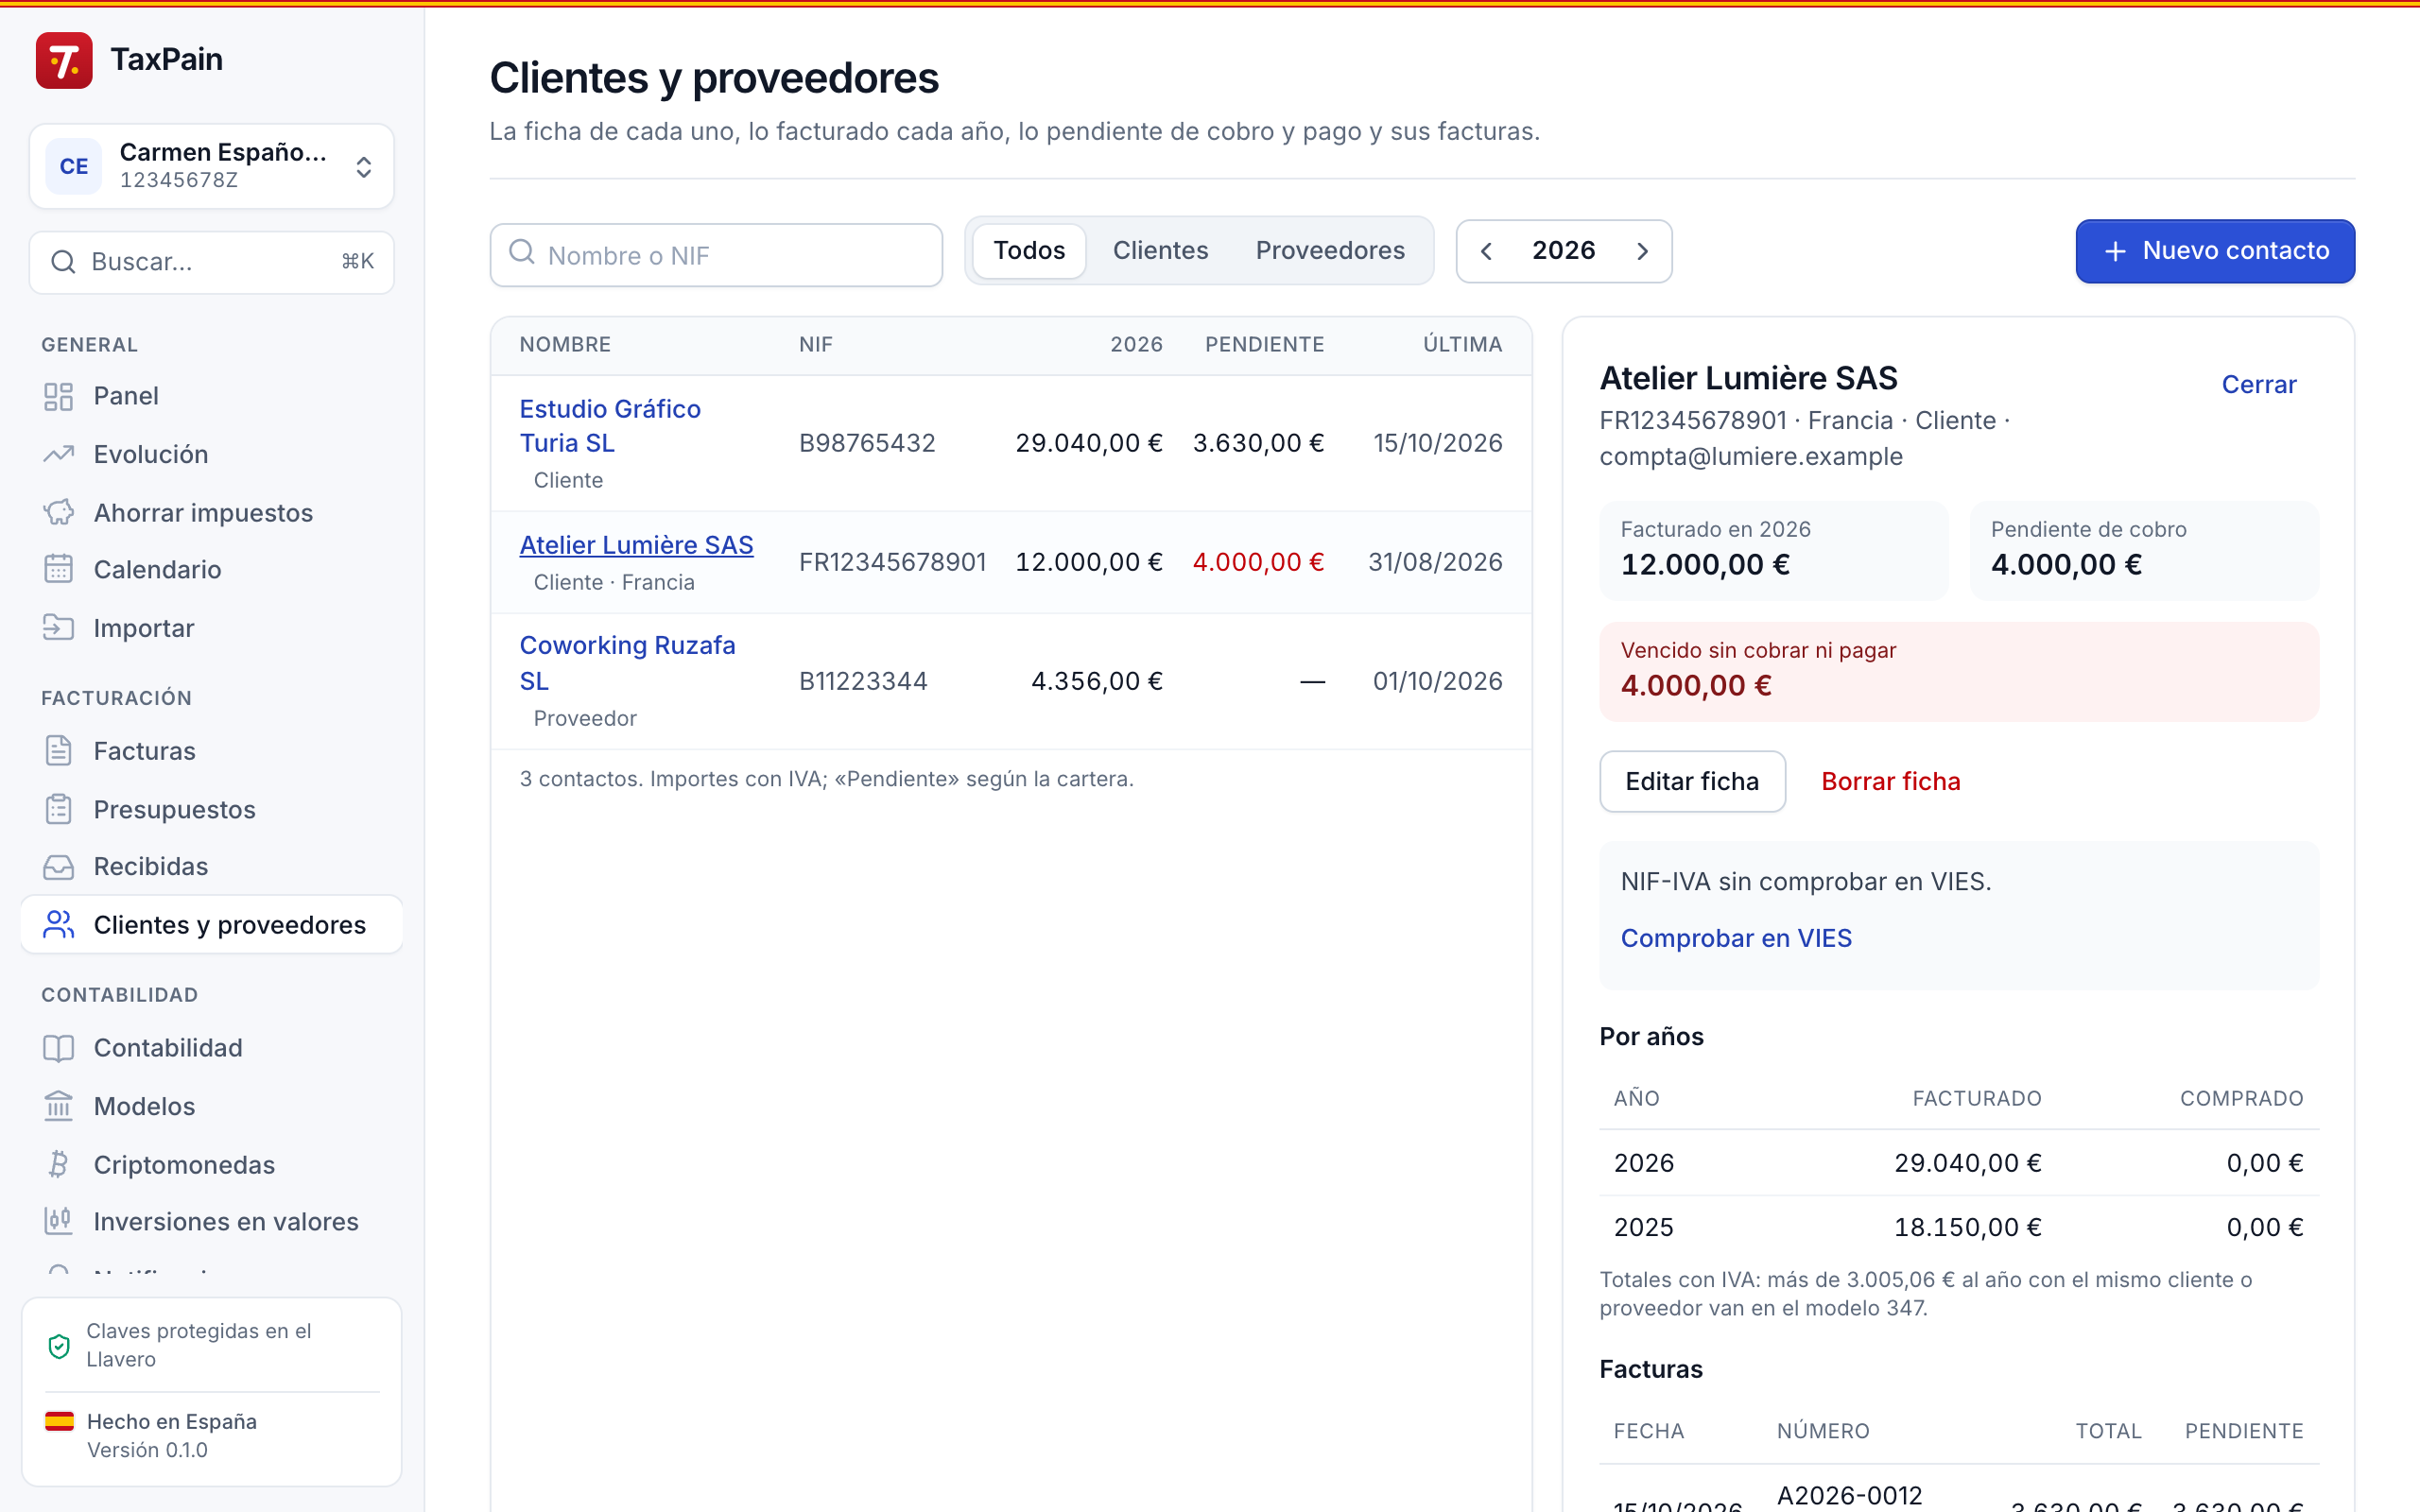 TaxPain
CE
Carmen Españo...
12345678Z
Buscar...
⌘K
GENERAL
Panel
Evolución
Ahorrar impuestos
Calendario
Importar
FACTURACIÓN
Facturas
Presupuestos
Recibidas
Clientes y proveedores
CONTABILIDAD
Contabilidad
Modelos
Criptomonedas
Inversiones en valores
Claves protegidas en el
Llavero
Hecho en España
Versión 0.1.0
Clientes y proveedores
La ficha de cada uno, lo facturado cada año, lo pendiente de cobro y pago y sus facturas.
Nombre o NIF
Todos Clientes Proveedores
2026
+ Nuevo contacto
NOMBRE NIF 2026 PENDIENTE ÚLTIMA
Estudio Gráfico
Turia SL B98765432 29.040,00 € 3.630,00 € 15/10/2026
Cliente
Atelier Lumière SAS FR12345678901 12.000,00 € 4.000,00 € 31/08/2026
Cliente · Francia
Coworking Ruzafa
SL B11223344 4.356,00 € — 01/10/2026
Proveedor
3 contactos. Importes con IVA; «Pendiente» según la cartera.
Atelier Lumière SAS
Cerrar
FR12345678901 · Francia · Cliente ·
compta@lumiere.example
Facturado en 2026
12.000,00 €
Pendiente de cobro
4.000,00 €
Vencido sin cobrar ni pagar
4.000,00 €
Editar ficha
Borrar ficha
NIF-IVA sin comprobar en VIES.
Comprobar en VIES
Por años
AÑO FACTURADO COMPRADO
2026 29.040,00 € 0,00 €
2025 18.150,00 € 0,00 €
Totales con IVA: más de 3.005,06 € al año con el mismo cliente o
proveedor van en el modelo 347.
Facturas
FECHA NÚMERO TOTAL PENDIENTE
A2026-0012
15/10/2026 3.630,00 € 3.630,00 €